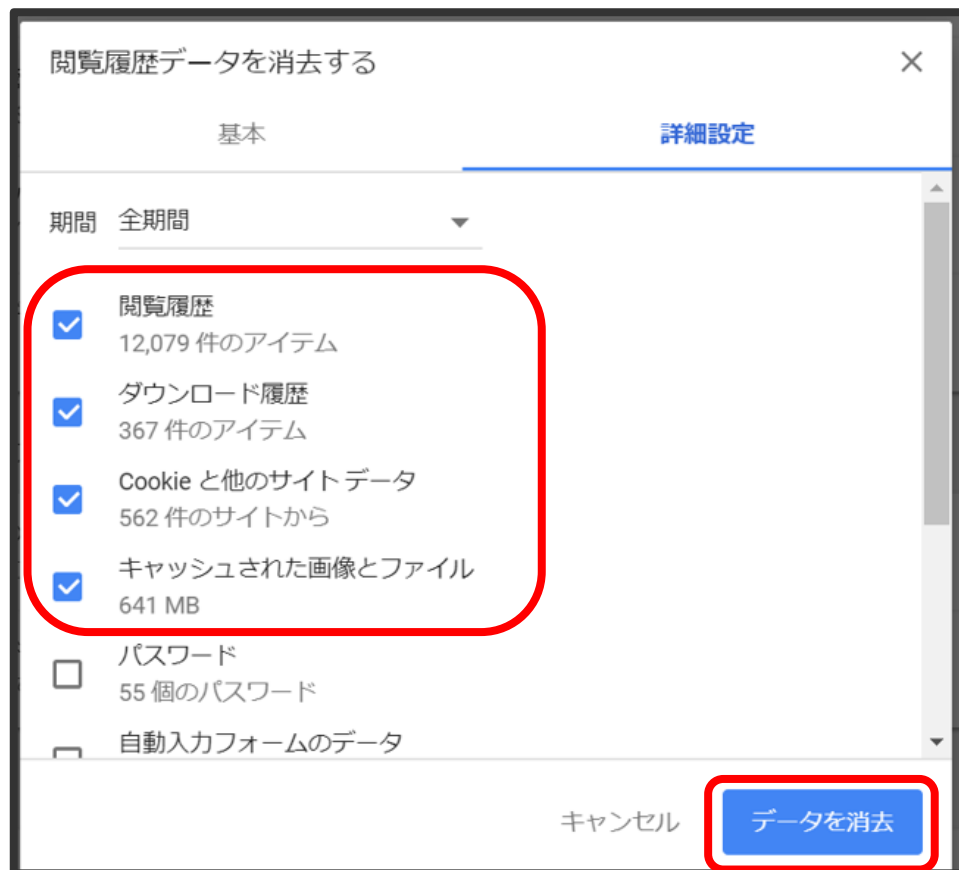 閲覧履歴データを消去する
基本
詳細設定
期間 全期間
閲覧履歴
12,079 件のアイテム
ダウンロード履歴
367 件のアイテム
Cookie と他のサイト データ
562 件のサイトから
キャッシュされた画像とファイル
641 MB
パスワード
55 個のパスワード
自動入力フォームのデータ
キャンセル
データを消去